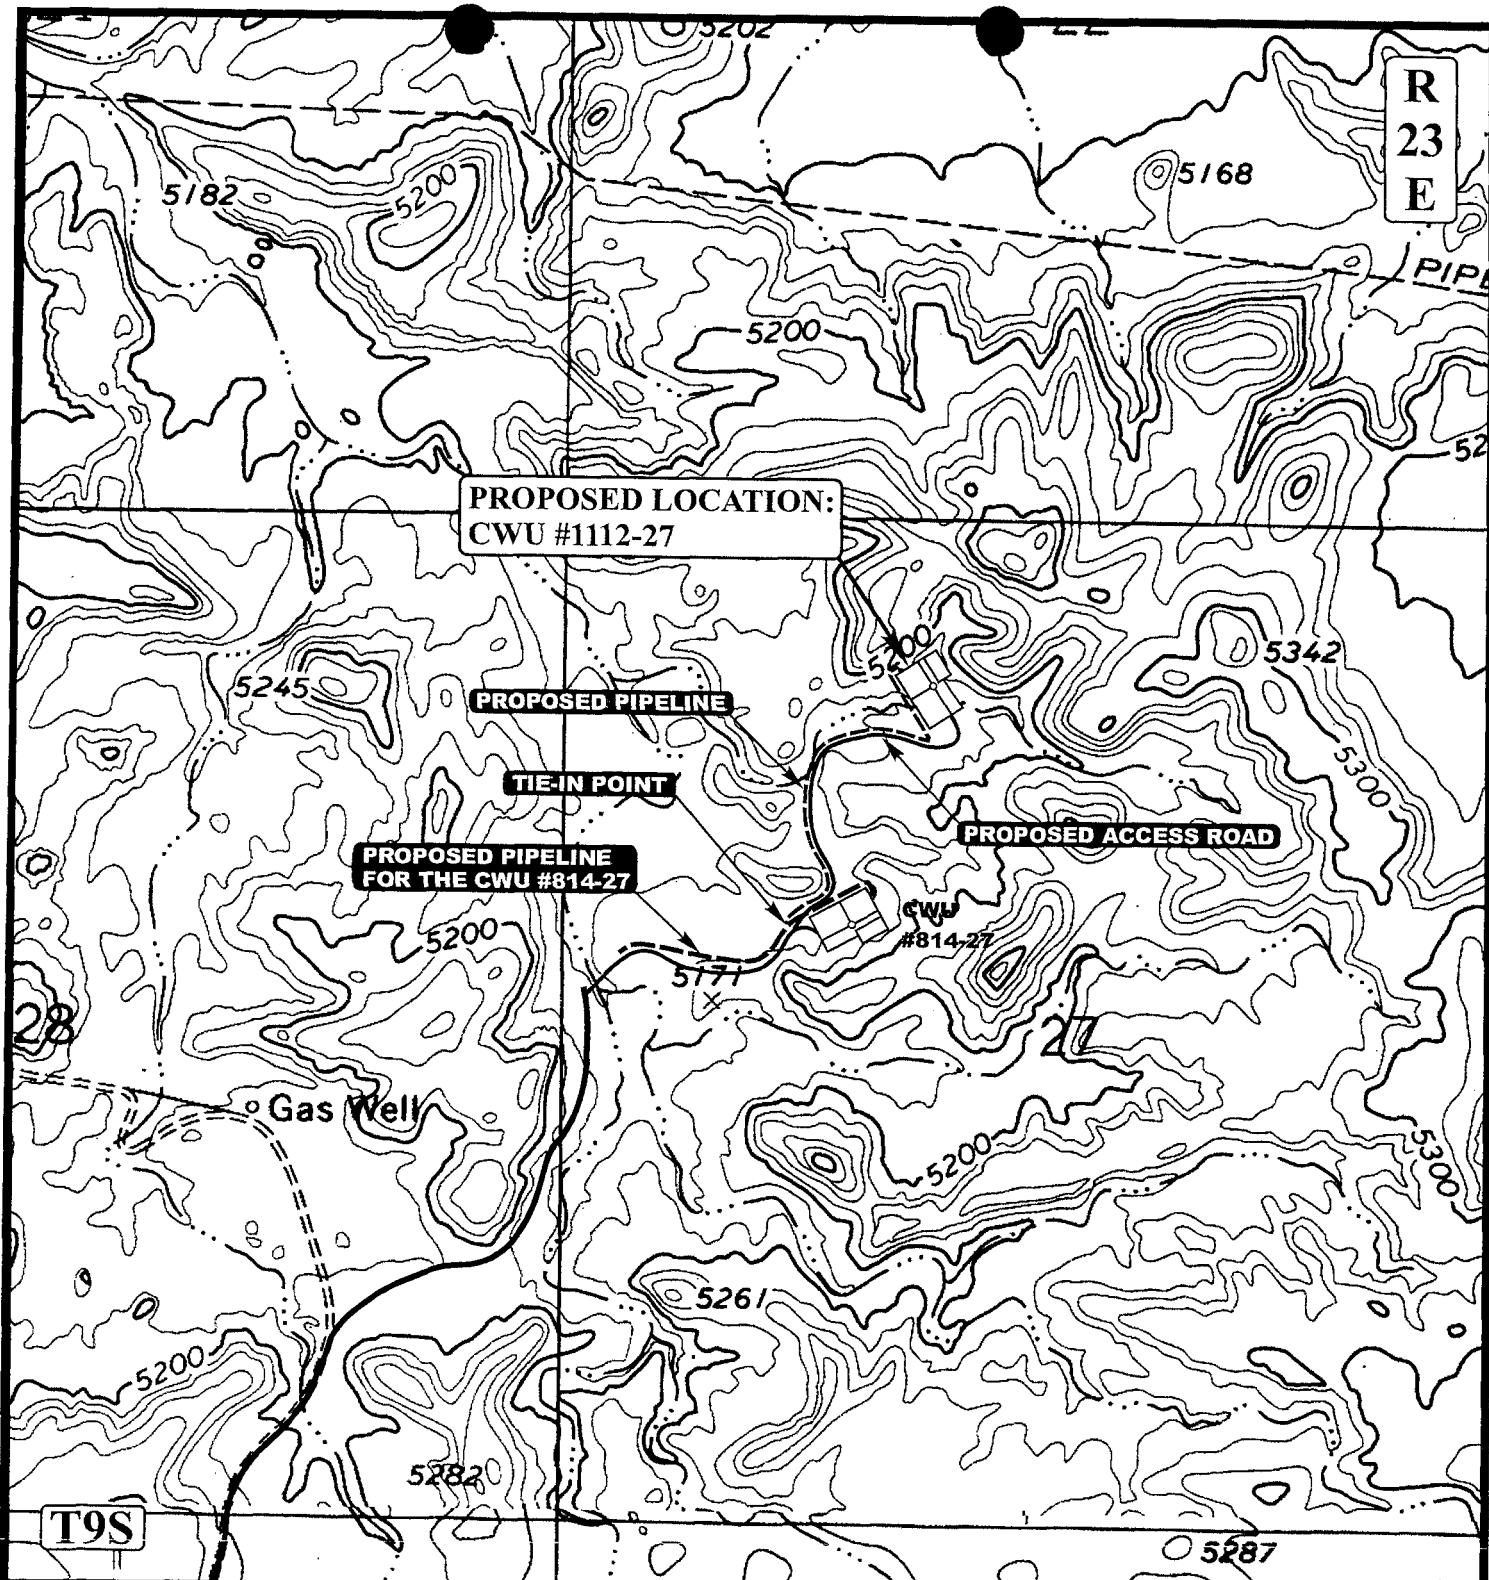 5202
R
23
E
5168
5182
5200
PIPE
5200
52
PROPOSED LOCATION:
CWU #1112-27
5200
5342
5245
PROPOSED PIPELINE
5300
TIE-IN POINT
PROPOSED ACCESS ROAD
PROPOSED PIPELINE
FOR THE CWU #814-27
CWU
#814-27
5200
5171
28
27
Gas Well
5200
5300
5261
5200
5282
T9S
5287